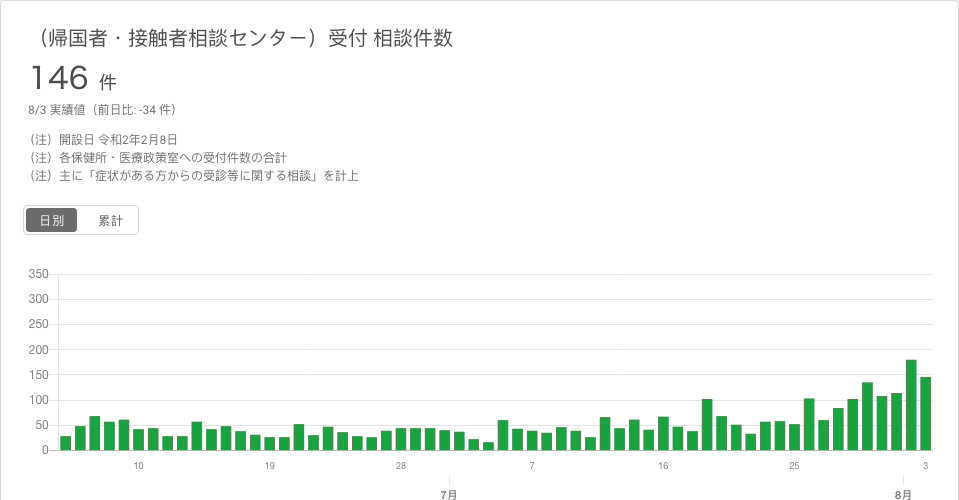 （帰国者・接触者相談センター）受付 相談件数
146 件
8/3 実績値（前日比: -34 件）
（注）開設日 令和2年2月8日
（注）各保健所・医療政策室への受付件数の合計
（注）主に「症状がある方からの受診等に関する相談」を計上
日別 累計
350
300
250
200
150
100
50
0
10 19 28 7 16 25 3
7月 8月